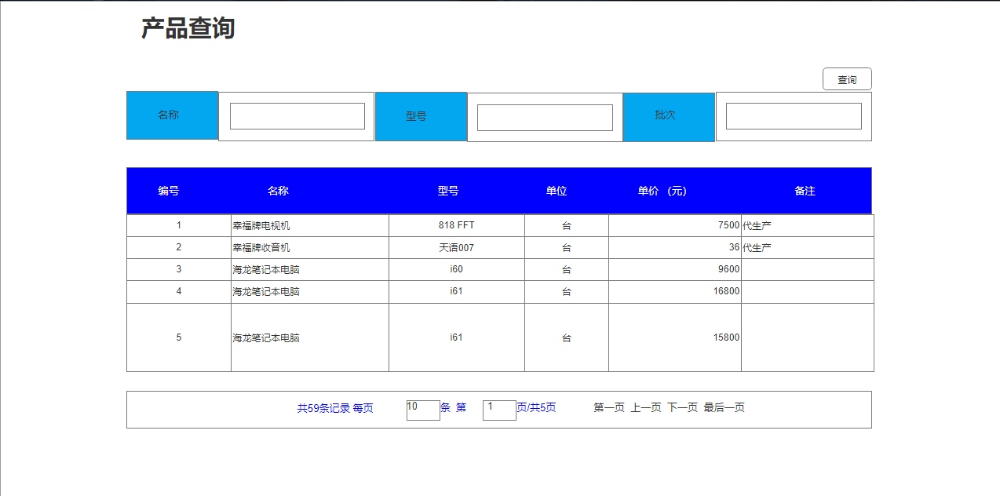 产品查询
查询
名称 型号 批次
编号 名称 型号 单位 单价 （元） 备注
1 幸福牌电视机 818 FFT 台 7500 代生产
2 幸福牌收音机 天语007 台 36 代生产
3 海龙笔记本电脑 i60 台 9600
4 海龙笔记本电脑 i61 台 16800
5 海龙笔记本电脑 i61 台 15800
共59条记录 每页 10 条 第 1 页/共5页 第一页 上一页 下一页 最后一页